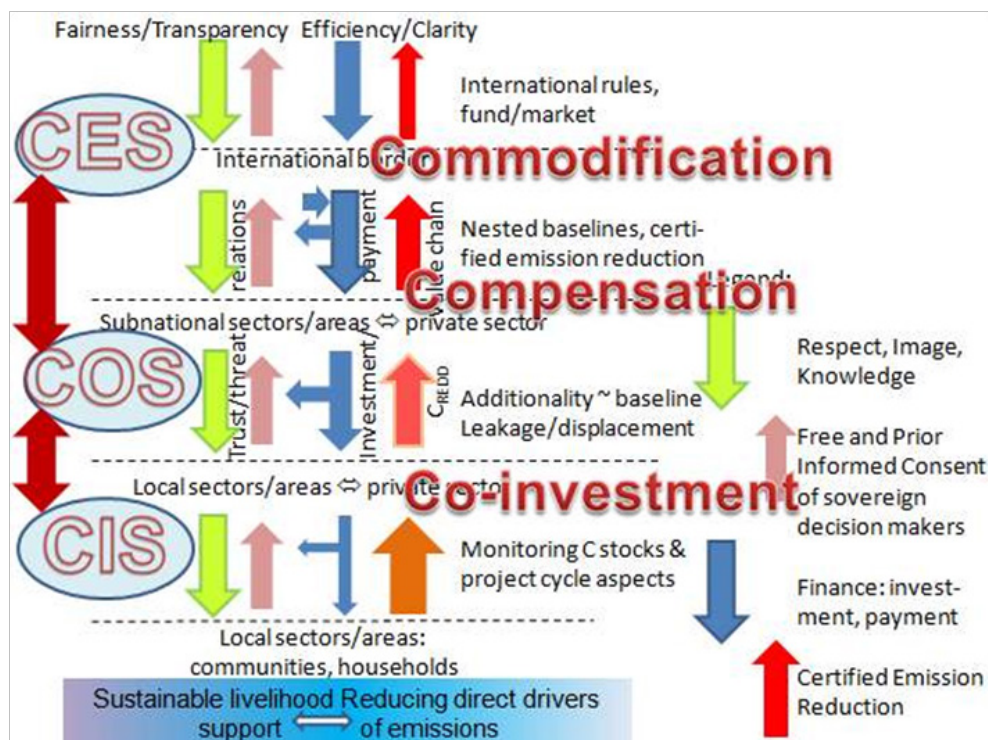 Fairness/Transparency Efficiency/Clarity
International rules,
fund/market
CES
International border
Commodification
relations
payment
value chain
Nested baselines, certi-
fied emission reduction
Legend:
Compensation
Subnational sectors/areas ⇔ private sector
COS
Trust/threat
Investment/
CREDD
Additionality ~ baseline
Leakage/displacement
Respect, Image,
Knowledge
Free and Prior
Informed Consent
of sovereign
decision makers
Co-investment
Local sectors/areas ⇔ private sector
CIS
Monitoring C stocks &
project cycle aspects
Finance: invest-
ment, payment
Local sectors/areas:
communities, households
Certified Emission
Reduction
Sustainable livelihood Reducing direct drivers
support ⟺ of emissions